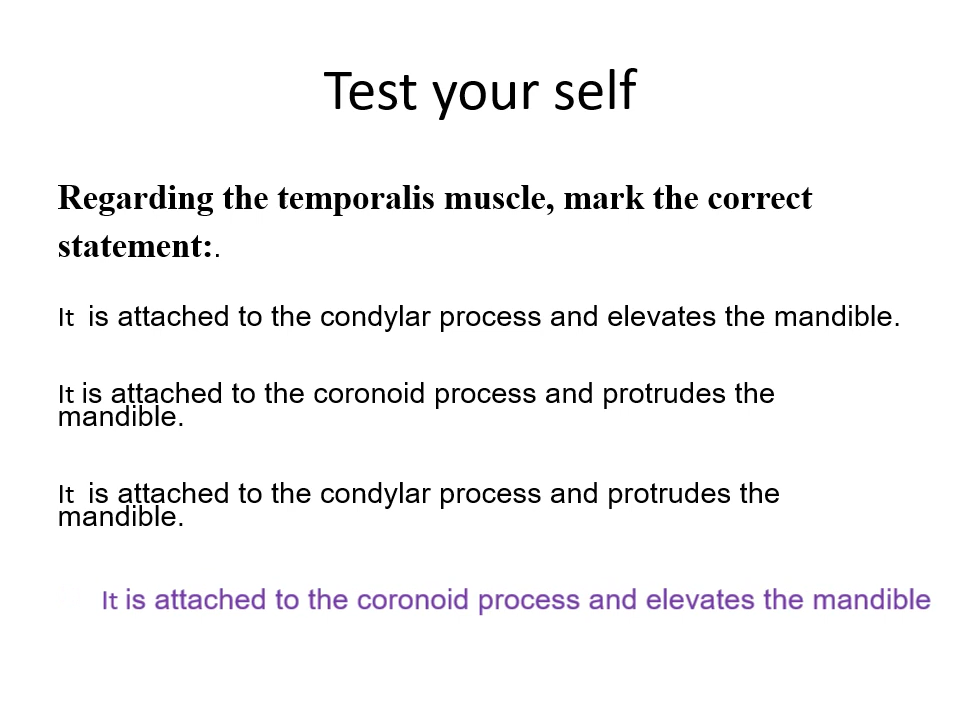 Test your self
Regarding the temporalis muscle, mark the correct
statement:.
It is attached to the condylar process and elevates the mandible.
It is attached to the coronoid process and protrudes the
mandible.
It is attached to the condylar process and protrudes the
mandible.
It is attached to the coronoid process and elevates the mandible